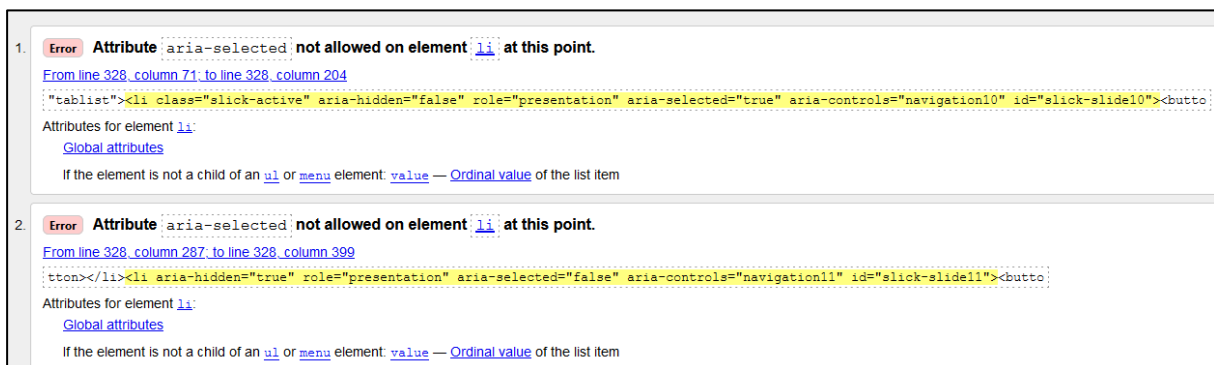 1. Error Attribute aria-selected not allowed on element li at this point.
From line 328, column 71; to line 328, column 204
"tablist"><li class="slick-active" aria-hidden="false" role="presentation" aria-selected="true" aria-controls="navigation10" id="slick-slide10"><butto
Attributes for element li:
Global attributes
If the element is not a child of an ul or menu element: value — Ordinal value of the list item
2. Error Attribute aria-selected not allowed on element li at this point.
From line 328, column 287; to line 328, column 399
tton></li><li aria-hidden="true" role="presentation" aria-selected="false" aria-controls="navigation11" id="slick-slide11"><butto
Attributes for element li:
Global attributes
If the element is not a child of an ul or menu element: value — Ordinal value of the list item